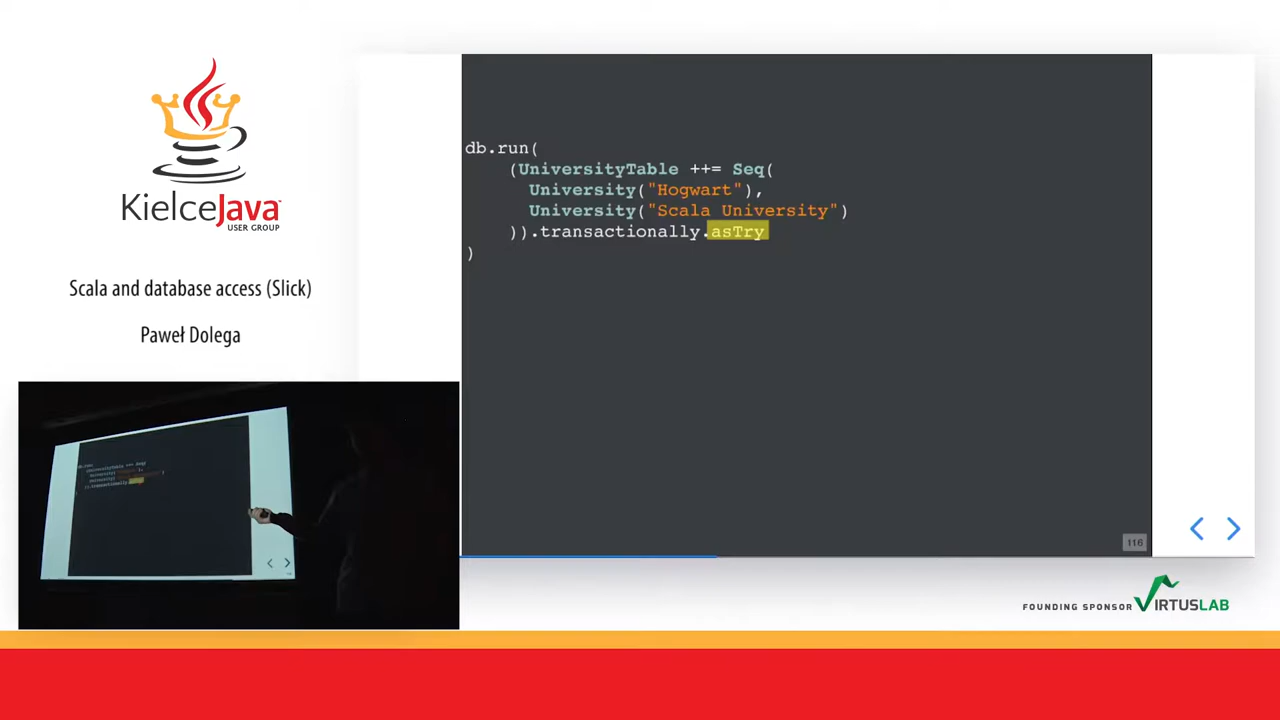 KielceJava
USER GROUP
Scala and database access (Slick)
Paweł Dolega
db.run(
(UniversityTable ++= Seq(
University("Hogwart"),
University("Scala University")
)).transactionally.asTry
)
116
FOUNDING SPONSOR VIRTUSLAB